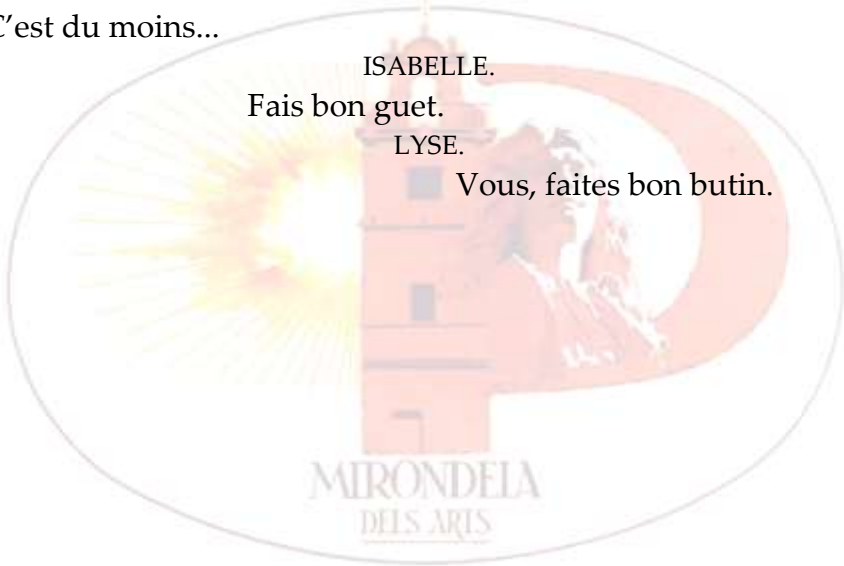 C’est du moins...
ISABELLE.
Fais bon guet.
LYSE.
Vous, faites bon butin.
MIRONDELA
DELS ARTS